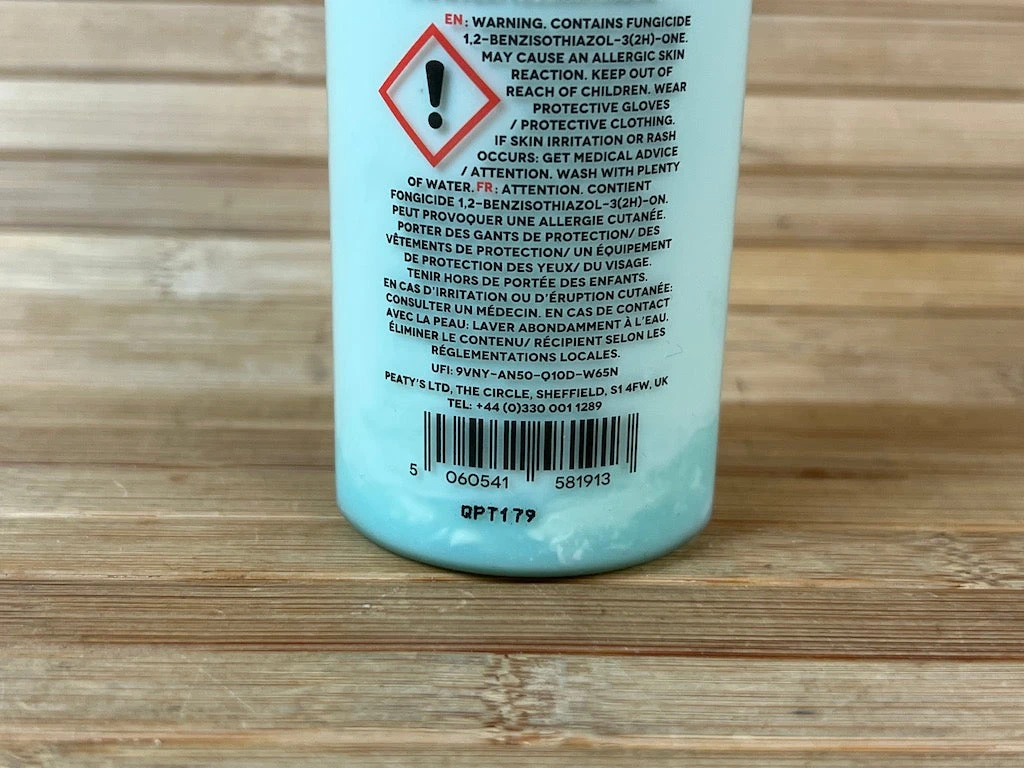 EN: WARNING. CONTAINS FUNGICIDE
1,2-BENZISOTHIAZOL-3(2H)-ONE.
MAY CAUSE AN ALLERGIC SKIN
REACTION. KEEP OUT OF
REACH OF CHILDREN. WEAR
PROTECTIVE GLOVES
/ PROTECTIVE CLOTHING.
IF SKIN IRRITATION OR RASH
OCCURS: GET MEDICAL ADVICE
/ ATTENTION. WASH WITH PLENTY
OF WATER. FR: ATTENTION. CONTIENT
FONGICIDE 1,2-BENZISOTHIAZOL-3(2H)-ON.
PEUT PROVOQUER UNE ALLERGIE CUTANÉE.
PORTER DES GANTS DE PROTECTION/ DES
VÊTEMENTS DE PROTECTION/ UN ÉQUIPEMENT
DE PROTECTION DES YEUX/ DU VISAGE.
TENIR HORS DE PORTÉE DES ENFANTS.
EN CAS D'IRRITATION OU D'ÉRUPTION CUTANÉE:
CONSULTER UN MÉDECIN. EN CAS DE CONTACT
AVEC LA PEAU: LAVER ABONDAMMENT À L'EAU.
ÉLIMINER LE CONTENU/ RÉCIPIENT SELON LES
RÉGLEMENTATIONS LOCALES.
UFI: 9VNY-AN50-Q10D-W65N
PEATY'S LTD, THE CIRCLE, SHEFFIELD, S1 4FW, UK
TEL: +44 (0)330 001 1289
5 060541 581913
QPT179